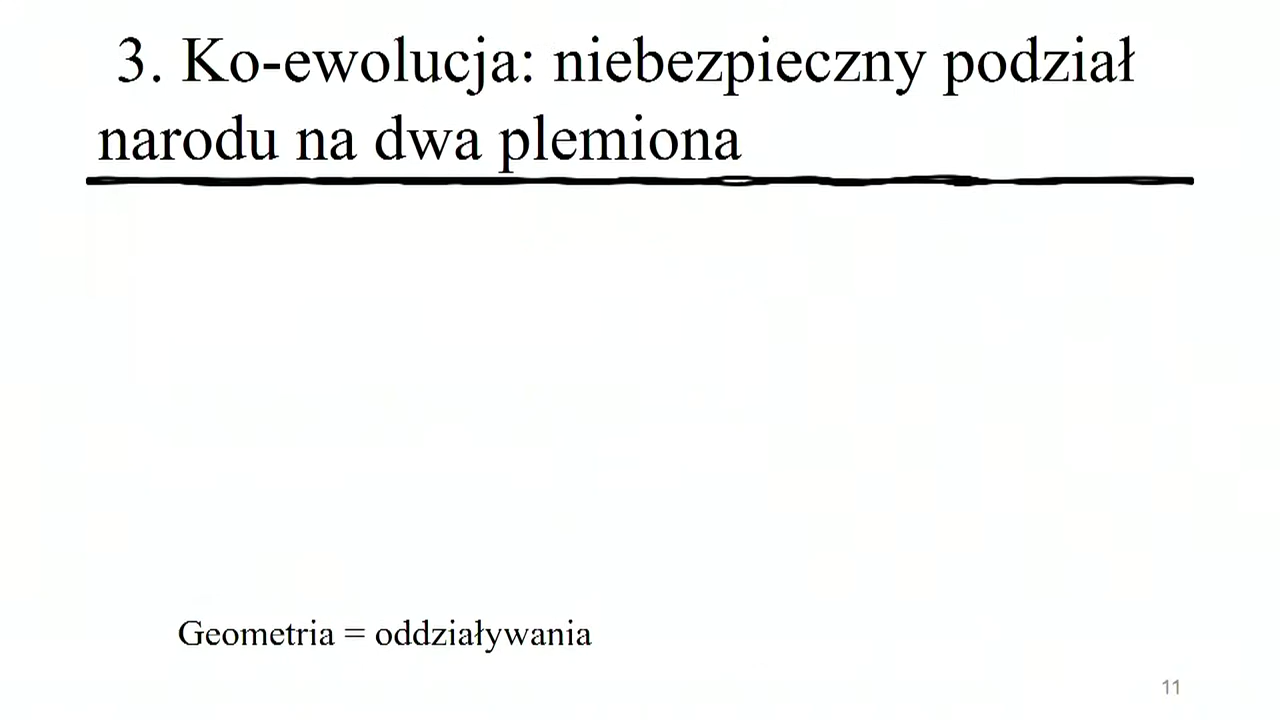 3. Ko-ewolucja: niebezpieczny podział
narodu na dwa plemiona
Geometria = oddziaływania
11